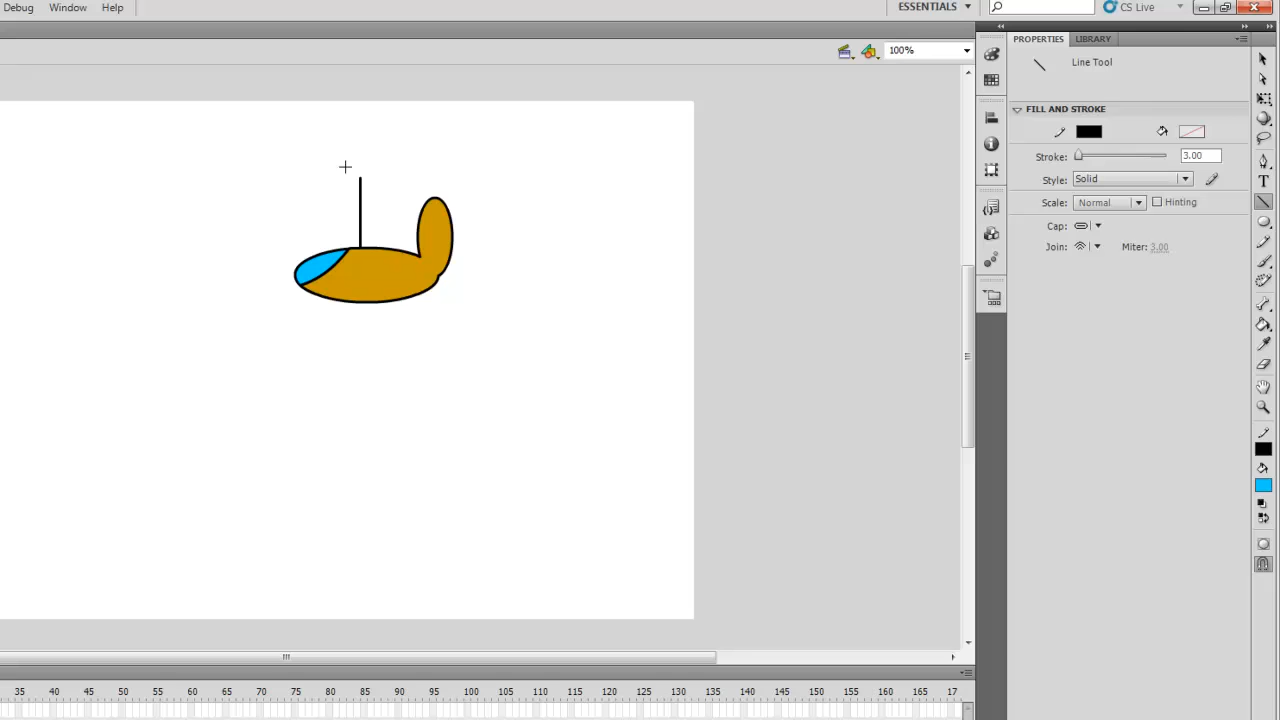 Debug Window Help
ESSENTIALS
CS Live
100%
PROPERTIES LIBRARY
Line Tool
FILL AND STROKE
Stroke: 3.00
Style: Solid
Scale: Normal Hinting
Cap:
Join: Miter: 3.00
35 40 45 50 55 60 65 70 75 80 85 90 95 100 105 110 115 120 125 130 135 140 145 150 155 160 165 17